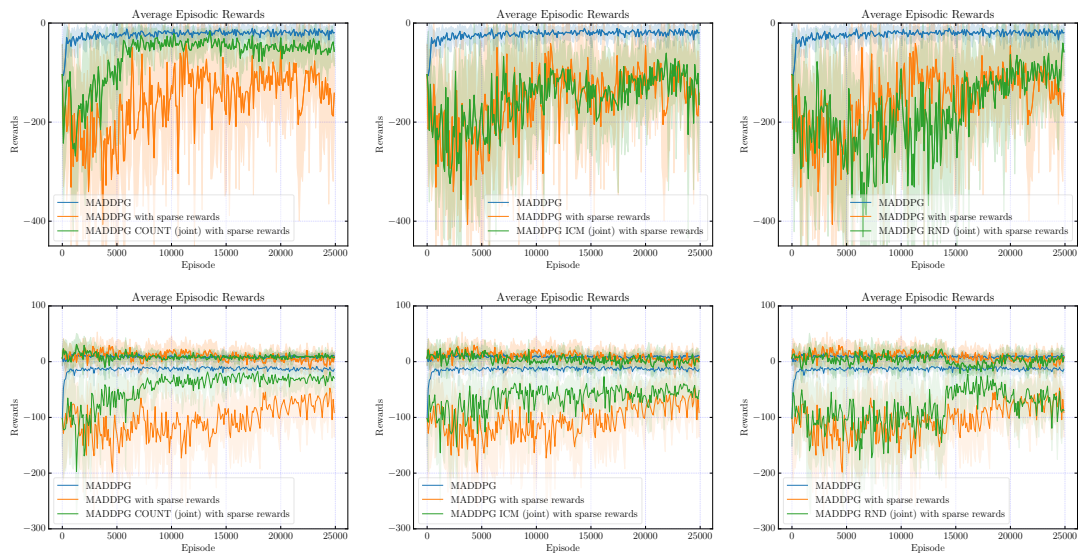 Average Episodic Rewards
0
−200
−400
Rewards
MADDPG
MADDPG with sparse rewards
MADDPG COUNT (joint) with sparse rewards
0 5000 10000 15000 20000 25000
Episode
Average Episodic Rewards
0
−200
−400
Rewards
MADDPG
MADDPG with sparse rewards
MADDPG ICM (joint) with sparse rewards
0 5000 10000 15000 20000 25000
Episode
Average Episodic Rewards
0
−200
−400
Rewards
MADDPG
MADDPG with sparse rewards
MADDPG RND (joint) with sparse rewards
0 5000 10000 15000 20000 25000
Episode
Average Episodic Rewards
100
0
−100
−200
−300
Rewards
MADDPG
MADDPG with sparse rewards
MADDPG COUNT (joint) with sparse rewards
0 5000 10000 15000 20000 25000
Episode
Average Episodic Rewards
100
0
−100
−200
−300
Rewards
MADDPG
MADDPG with sparse rewards
MADDPG ICM (joint) with sparse rewards
0 5000 10000 15000 20000 25000
Episode
Average Episodic Rewards
100
0
−100
−200
−300
Rewards
MADDPG
MADDPG with sparse rewards
MADDPG RND (joint) with sparse rewards
0 5000 10000 15000 20000 25000
Episode